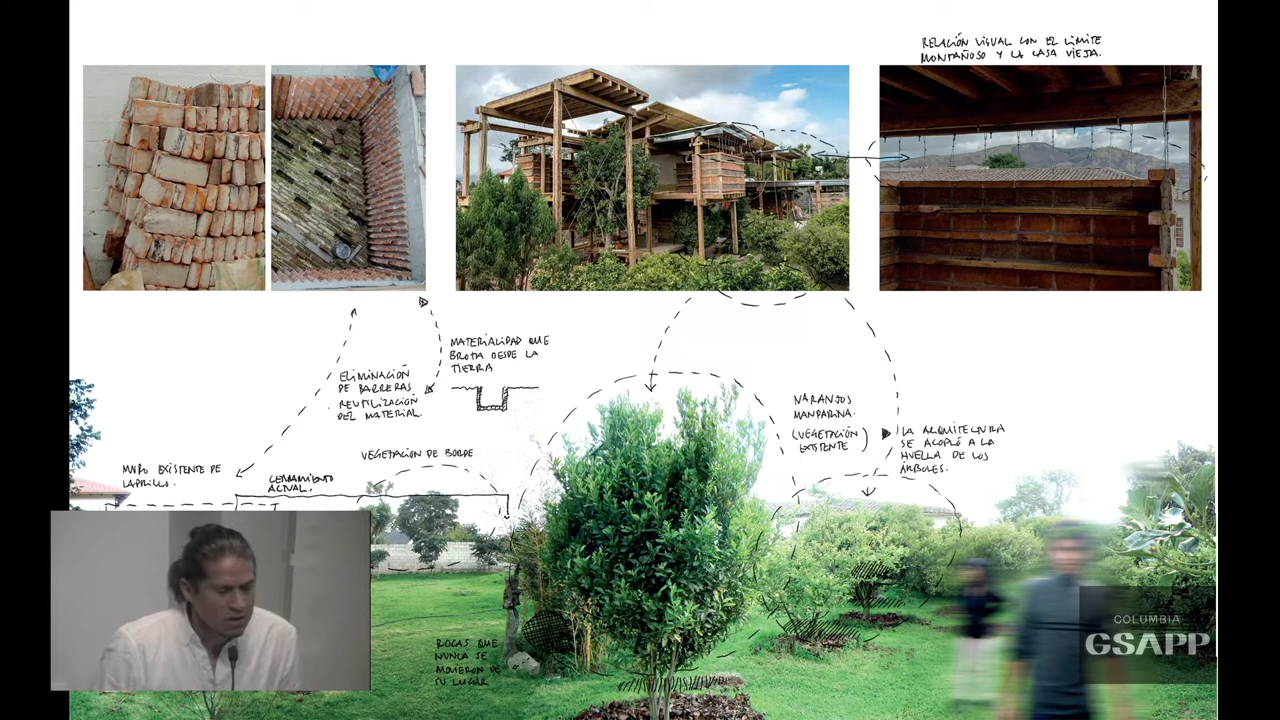 RELACIÓN VISUAL CON EL LÍMITE
MONTAÑOSO Y LA CASA VIEJA.
MATERIALIDAD QUE
BROTA DESDE LA
TIERRA
ELIMINACIÓN
DE BARRERAS
REUTILIZACIÓN
DEL MATERIAL.
NARANJOS
MANDARINA.
(VEGETACIÓN
EXISTENTE)
LA ARQUITECTURA
SE ACOPLÓ A LA
HUELLA DE LOS
ÁRBOLES.
VEGETACIÓN DE BORDE
MURO EXISTENTE DE
LADRILLO.
CERRAMIENTO
ACTUAL.
ROCAS QUE
NUNCA SE
MOVIERON DE
SU LUGAR
COLUMBIA
GSAPP